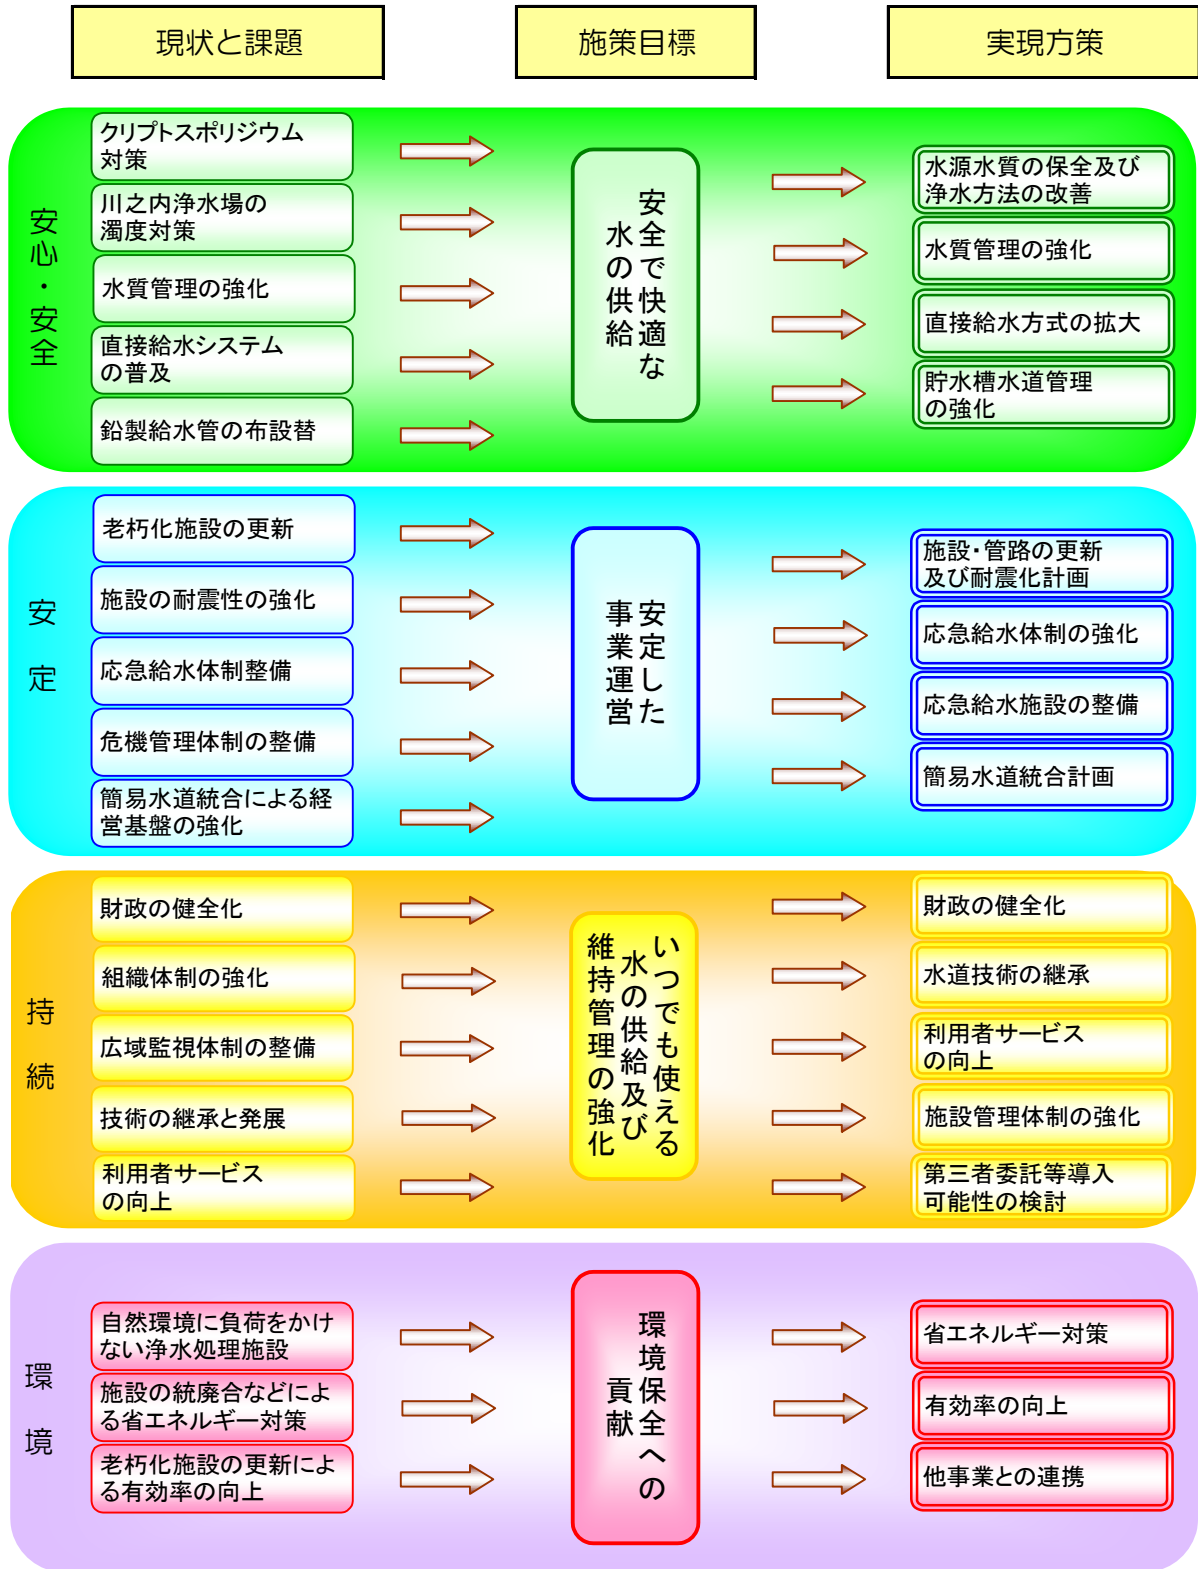 現状と課題
施策目標
実現方策
安心・安全
クリプトスポリジウム
対策
川之内浄水場の
濁度対策
水質管理の強化
直接給水システム
の普及
鉛製給水管の布設替
安全で快適な
水の供給
水源水質の保全及び
浄水方法の改善
水質管理の強化
直接給水方式の拡大
貯水槽水道管理
の強化
安定
老朽化施設の更新
施設の耐震性の強化
応急給水体制整備
危機管理体制の整備
簡易水道統合による経
営基盤の強化
安定した
事業運営
施設・管路の更新
及び耐震化計画
応急給水体制の強化
応急給水施設の整備
簡易水道統合計画
持続
財政の健全化
組織体制の強化
広域監視体制の整備
技術の継承と発展
利用者サービス
の向上
いつでも使える
水の供給及び
維持管理の強化
財政の健全化
水道技術の継承
利用者サービス
の向上
施設管理体制の強化
第三者委託等導入
可能性の検討
環境
自然環境に負荷をかけ
ない浄水処理施設
施設の統廃合などによ
る省エネルギー対策
老朽化施設の更新によ
る有効率の向上
環境保全への
貢献
省エネルギー対策
有効率の向上
他事業との連携